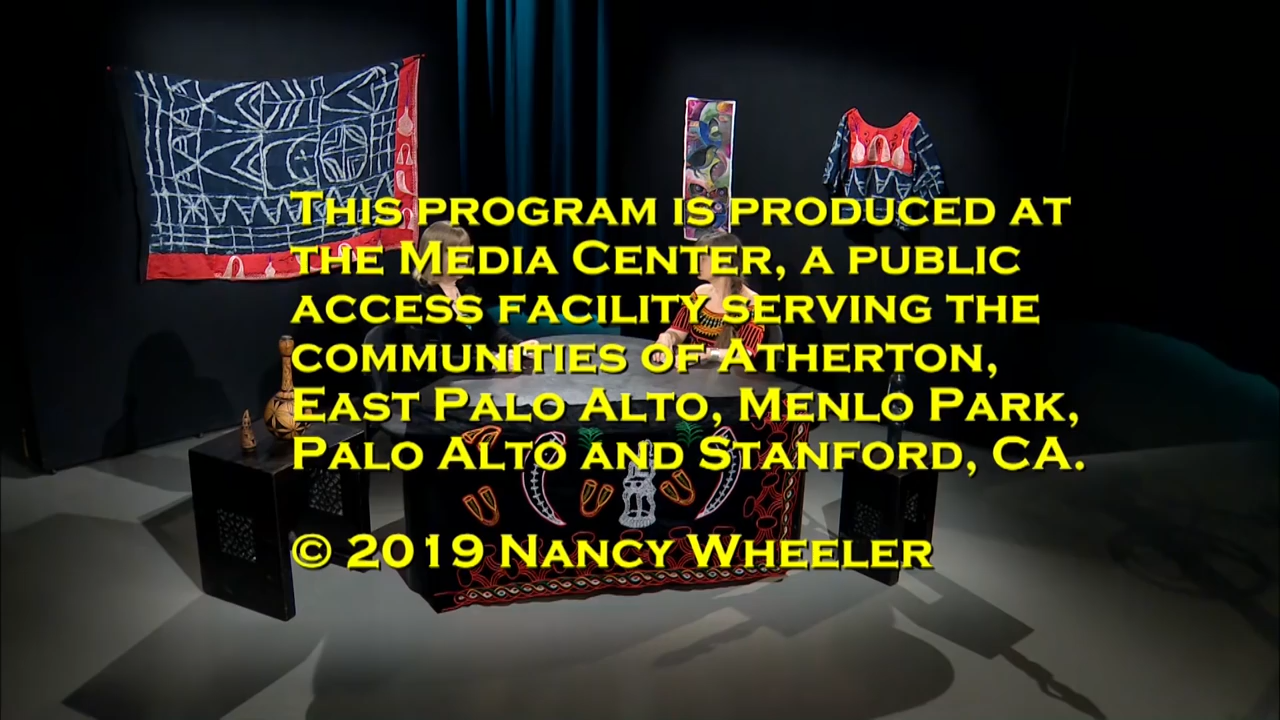 This program is produced at
the Media Center, a public
access facility serving the
communities of Atherton,
East Palo Alto, Menlo Park,
Palo Alto and Stanford, CA.
© 2019 Nancy Wheeler